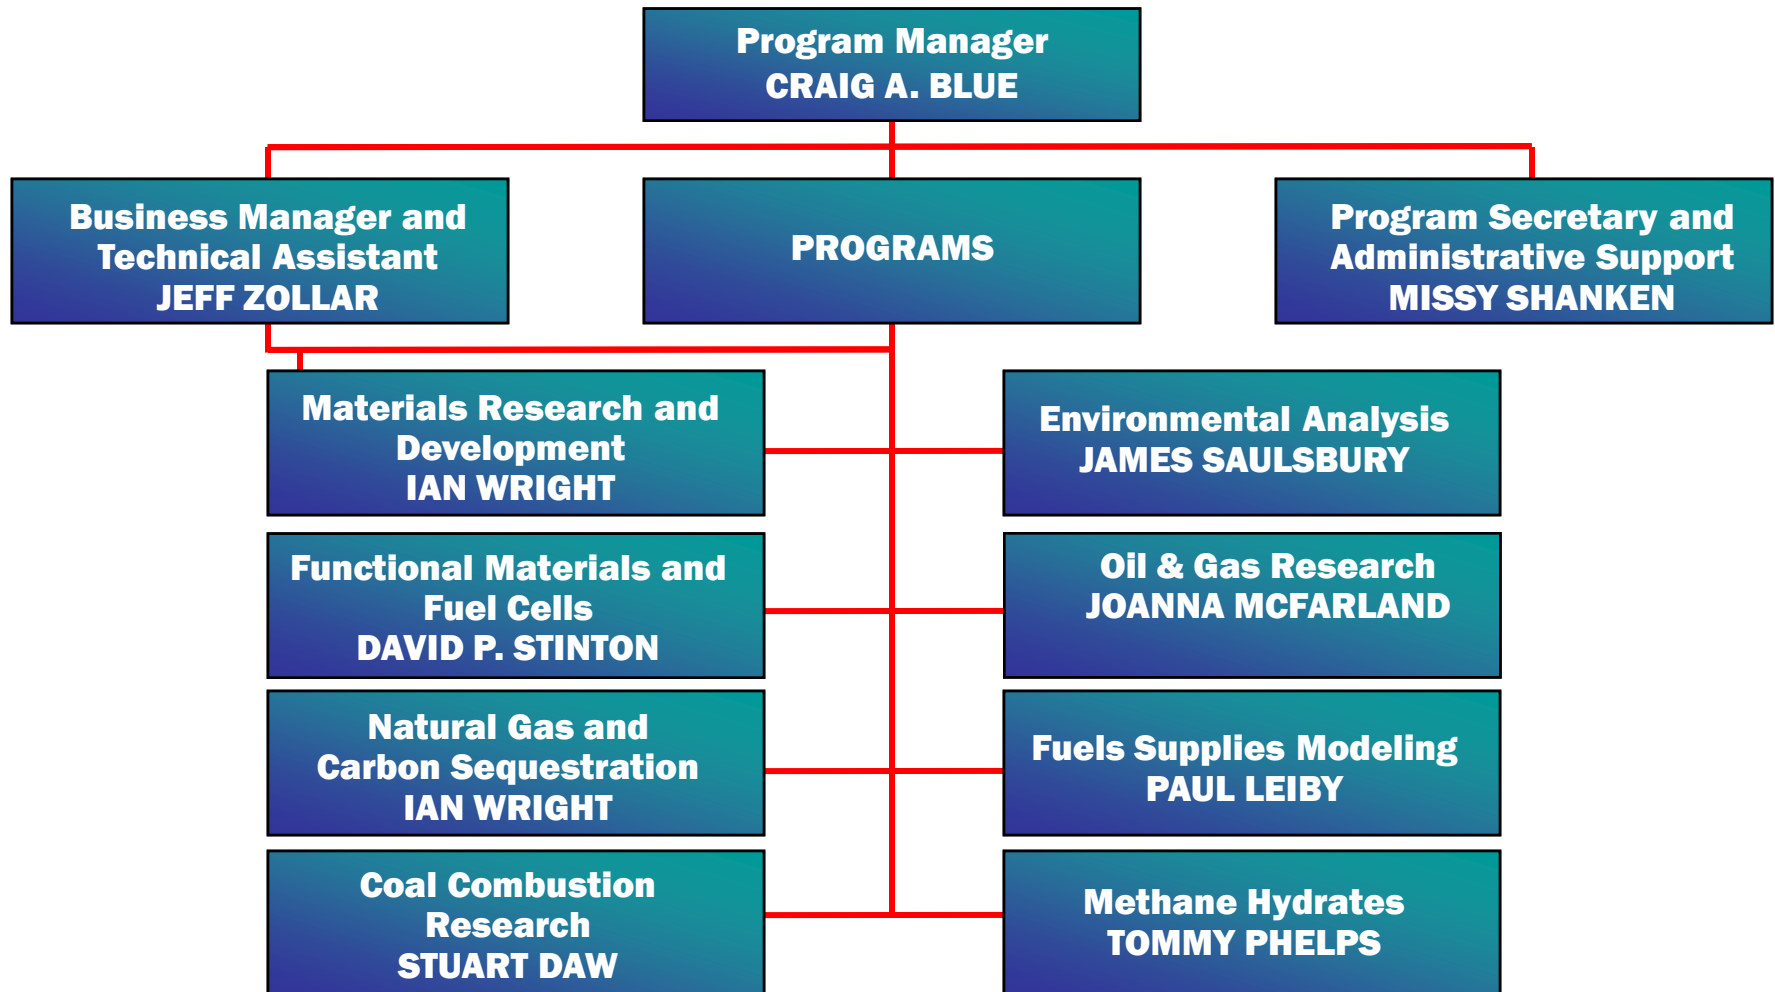 Program Manager
CRAIG A. BLUE
Business Manager and
Technical Assistant
JEFF ZOLLAR
PROGRAMS
Program Secretary and
Administrative Support
MISSY SHANKEN
Materials Research and
Development
IAN WRIGHT
Environmental Analysis
JAMES SAULSBURY
Functional Materials and
Fuel Cells
DAVID P. STINTON
Oil & Gas Research
JOANNA MCFARLAND
Natural Gas and
Carbon Sequestration
IAN WRIGHT
Fuels Supplies Modeling
PAUL LEIBY
Coal Combustion
Research
STUART DAW
Methane Hydrates
TOMMY PHELPS